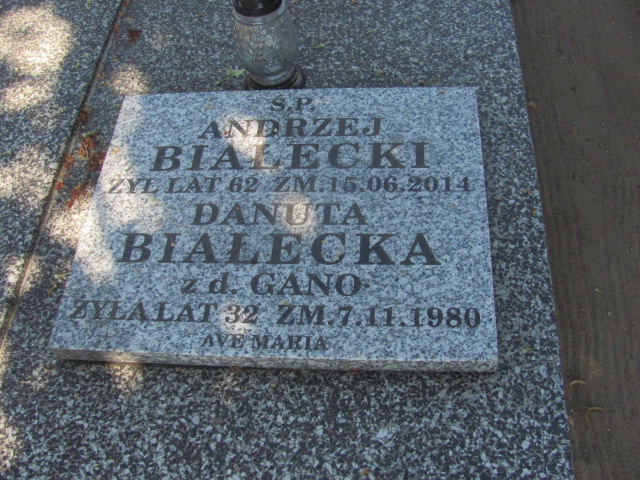 Ś.P.
ANDRZEJ
BIAŁECKI
ŻYŁ LAT 62 ZM.15.06.2014
DANUTA
BIAŁECKA
z d. GANO
ŻYŁA LAT 32 ZM.7.11.1980
AVE MARIA